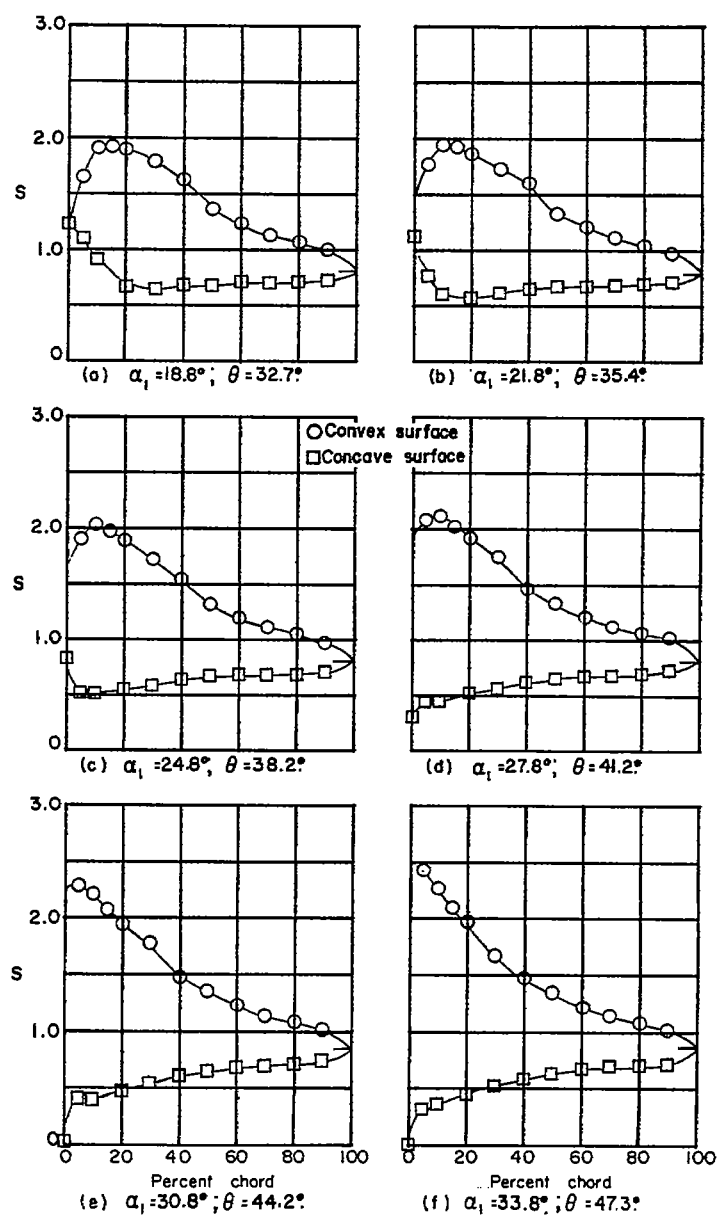 3.0
2.0
S
1.0
0
(a) α₁ =18.8°; θ =32.7°.
(b) α₁ =21.8°; θ =35.4°.
3.0
○ Convex surface
□ Concave surface
2.0
S
1.0
0
(c) α₁ =24.8°; θ =38.2°.
(d) α₁ =27.8°; θ =41.2°.
3.0
2.0
S
1.0
0
0 20 40 60 80 100
0 20 40 60 80 100
Percent chord
Percent chord
(e) α₁ =30.8°; θ =44.2°.
(f) α₁ =33.8°; θ =47.3°.